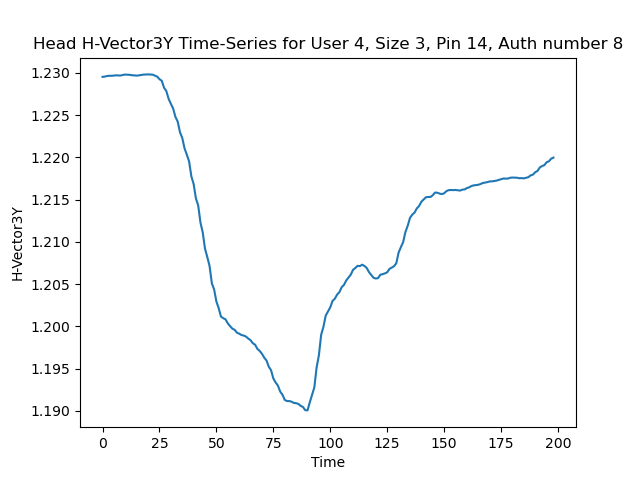 Head H-Vector3Y Time-Series for User 4, Size 3, Pin 14, Auth number 8
1.230
1.225
1.220
1.215
1.210
1.205
1.200
1.195
1.190
H-Vector3Y
0 25 50 75 100 125 150 175 200
Time